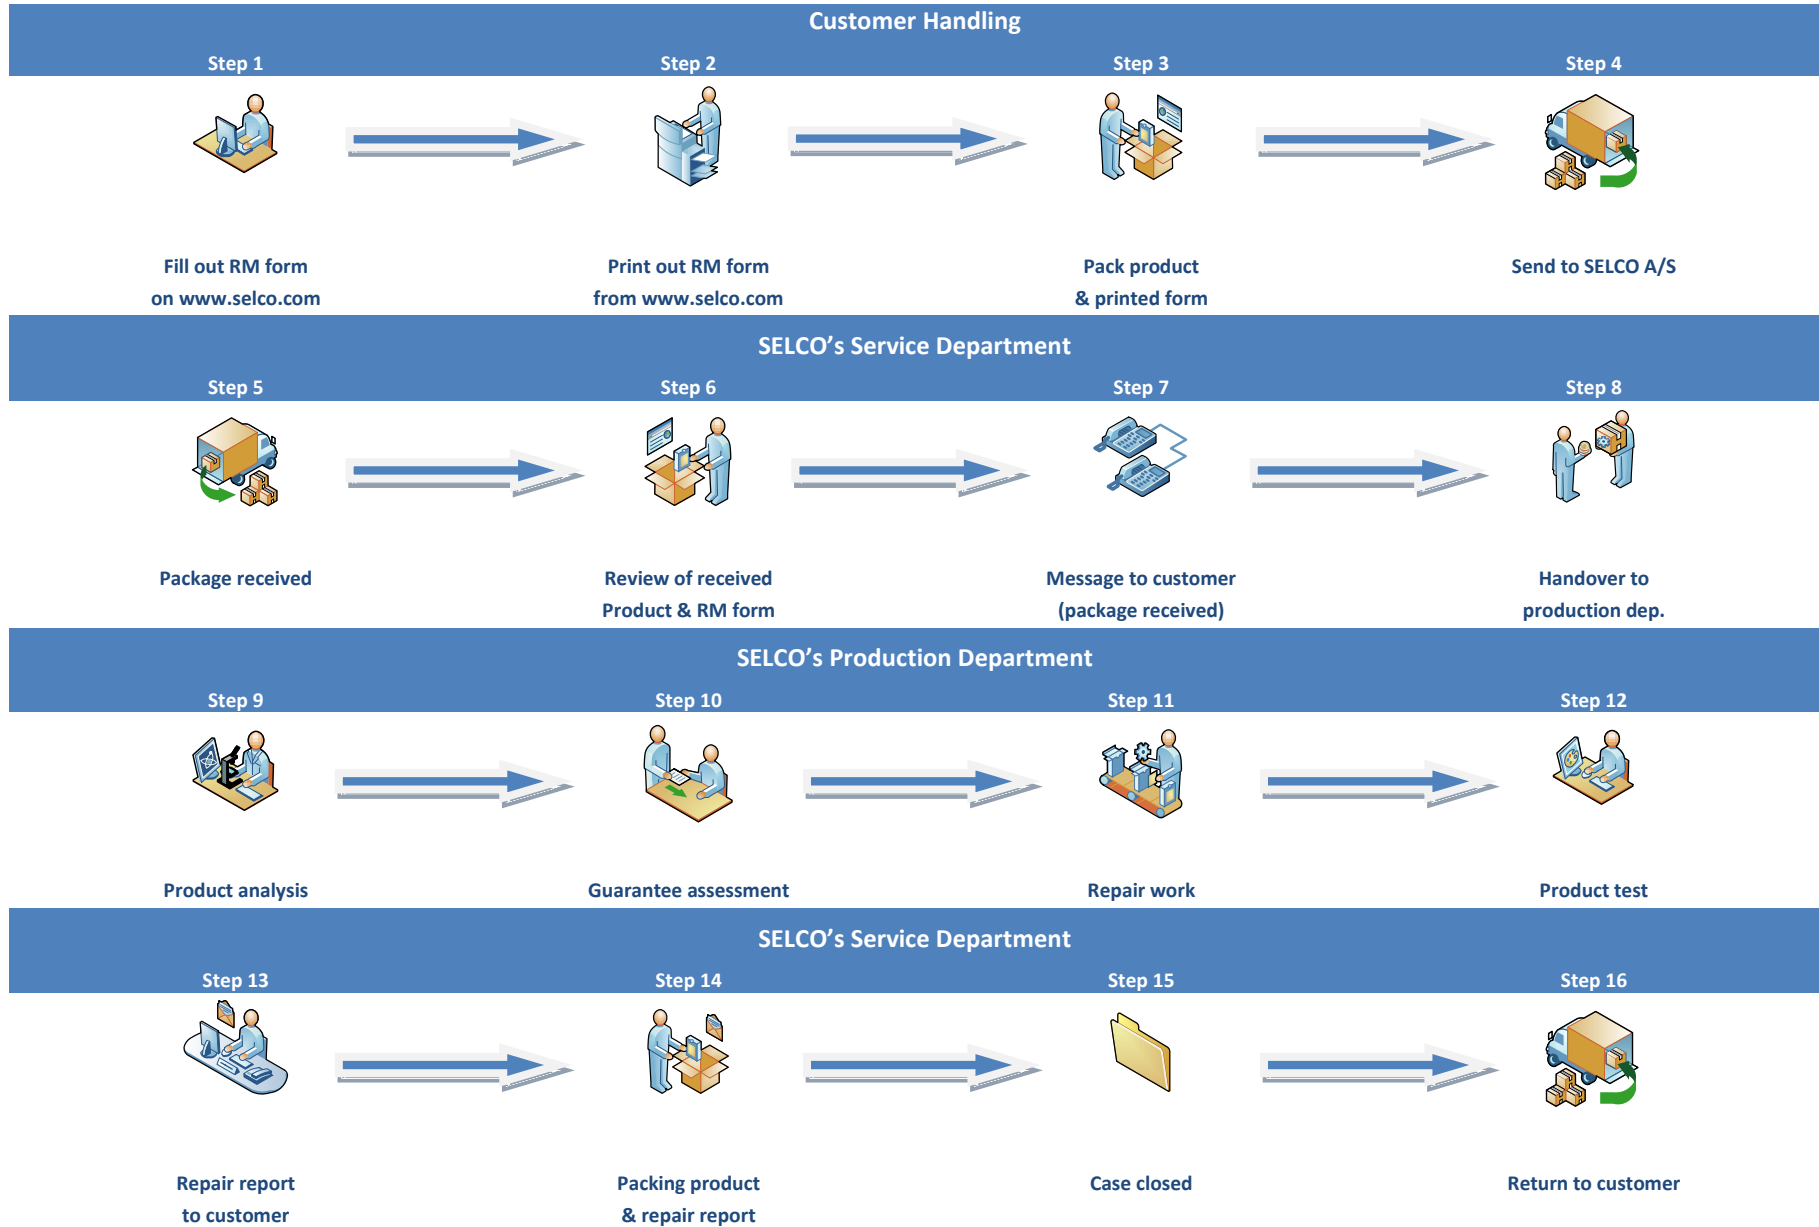 Customer Handling
Step 1 Step 2 Step 3 Step 4
Fill out RM form Print out RM form Pack product Send to SELCO A/S
on www.selco.com from www.selco.com & printed form
SELCO’s Service Department
Step 5 Step 6 Step 7 Step 8
Package received Review of received Message to customer Handover to
Product & RM form (package received) production dep.
SELCO’s Production Department
Step 9 Step 10 Step 11 Step 12
Product analysis Guarantee assessment Repair work Product test
SELCO’s Service Department
Step 13 Step 14 Step 15 Step 16
Repair report Packing product Case closed Return to customer
to customer & repair report